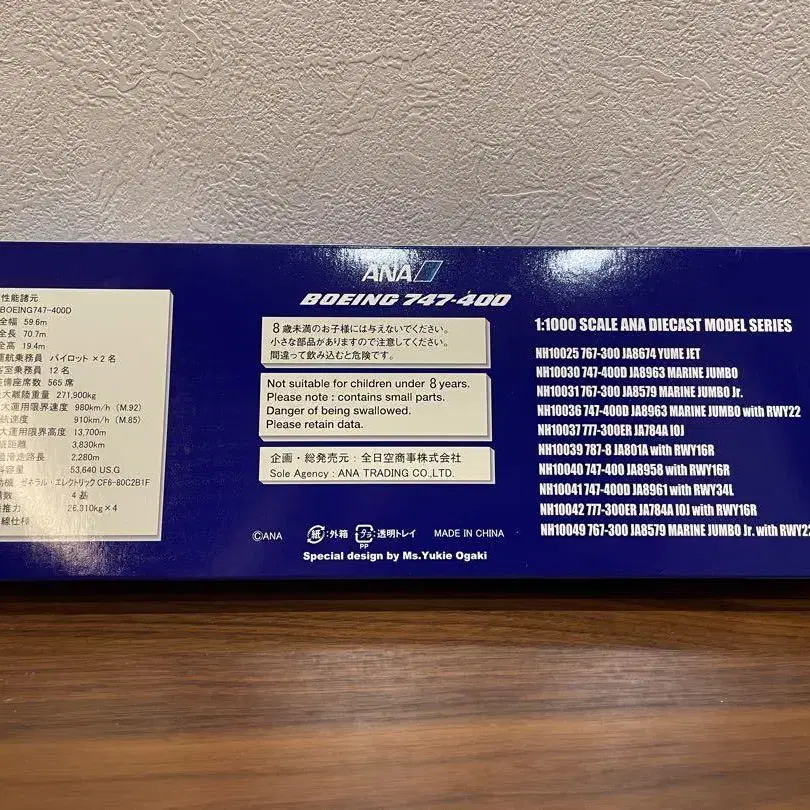 ANA
BOEING 747-400
性能諸元
BOEING747-400D
全幅 59.6m
全長 70.7m
全高 19.4m
運航乗務員 パイロット×2名
客室乗務員 12名
装備座席数 565席
最大離陸重量 271,900kg
大運用限界速度 980km/h (M.92)
速度 910km/h (M.85)
大運用限界高度 13,700m
距離 3,830km
滑走路長 2,280m
容量 53,640 US.G
機 ゼネラル・エレクトリック CF6-80C2B1F
数 4基
推力 26,310kg×4
線仕様
8歳未満のお子様には与えないでください。
小さな部品がありますので注意してください。
間違って飲み込むと危険です。
Not suitable for children under 8 years.
Please note : contains small parts.
Danger of being swallowed.
Please retain data.
企画・総発売元：全日空商事株式会社
Sole Agency : ANA TRADING CO.,LTD.
©ANA 紙:外箱 プラ:透明トレイ MADE IN CHINA
PP
Special design by Ms.Yukie Ogaki
1:1000 SCALE ANA DIECAST MODEL SERIES
NH10025 767-300 JA8674 YUME JET
NH10030 747-400D JA8963 MARINE JUMBO
NH10031 767-300 JA8579 MARINE JUMBO Jr.
NH10036 747-400D JA8963 MARINE JUMBO with RWY22
NH10037 777-300ER JA784A IOJ
NH10039 787-8 JA801A with RWY16R
NH10040 747-400 JA8958 with RWY16R
NH10041 747-400D JA8961 with RWY34L
NH10042 777-300ER JA784A IOJ with RWY16R
NH10049 767-300 JA8579 MARINE JUMBO Jr. with RWY22